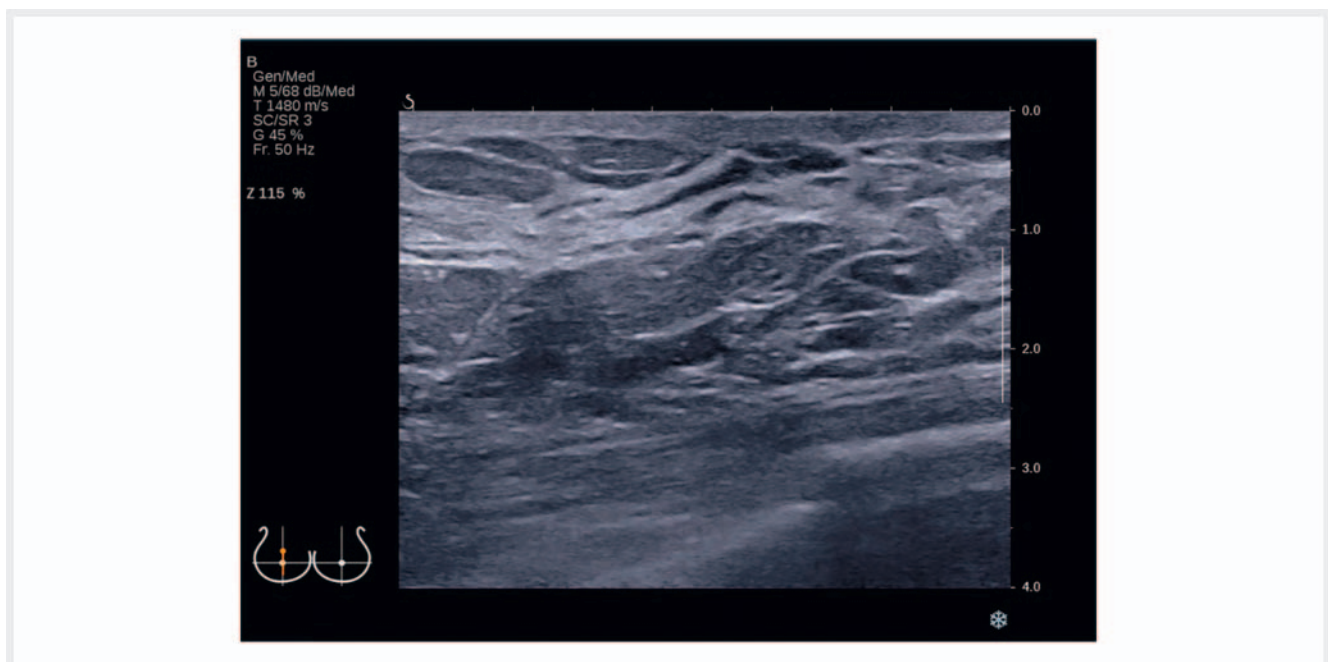 B
Gen/Med
M 5/68 dB/Med
T 1480 m/s
SC/SR 3
G 45 %
Fr. 50 Hz
Z 115 %
0.0
1.0
2.0
3.0
4.0